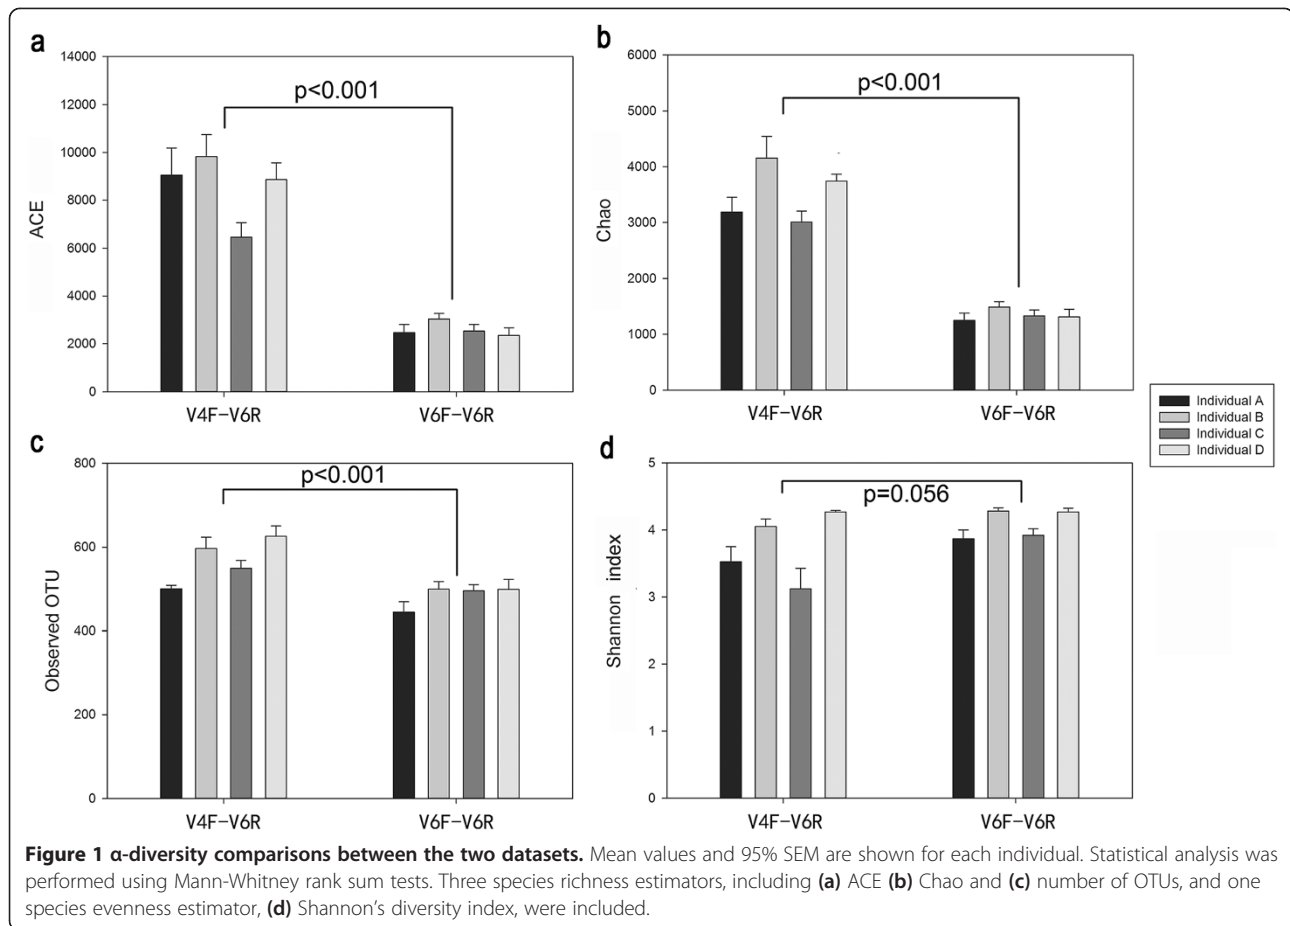 a
14000
12000
10000
8000
6000
4000
2000
0
ACE
p<0.001
V4F-V6R
V6F-V6R
b
6000
5000
4000
3000
2000
1000
0
Chao
p<0.001
V4F-V6R
V6F-V6R
Individual A
Individual B
Individual C
Individual D
c
800
600
400
200
0
Observed OTU
p<0.001
V4F-V6R
V6F-V6R
d
5
4
3
2
1
0
Shannon index
p=0.056
V4F-V6R
V6F-V6R
Figure 1 α-diversity comparisons between the two datasets. Mean values and 95% SEM are shown for each individual. Statistical analysis was
performed using Mann-Whitney rank sum tests. Three species richness estimators, including (a) ACE (b) Chao and (c) number of OTUs, and one
species evenness estimator, (d) Shannon's diversity index, were included.